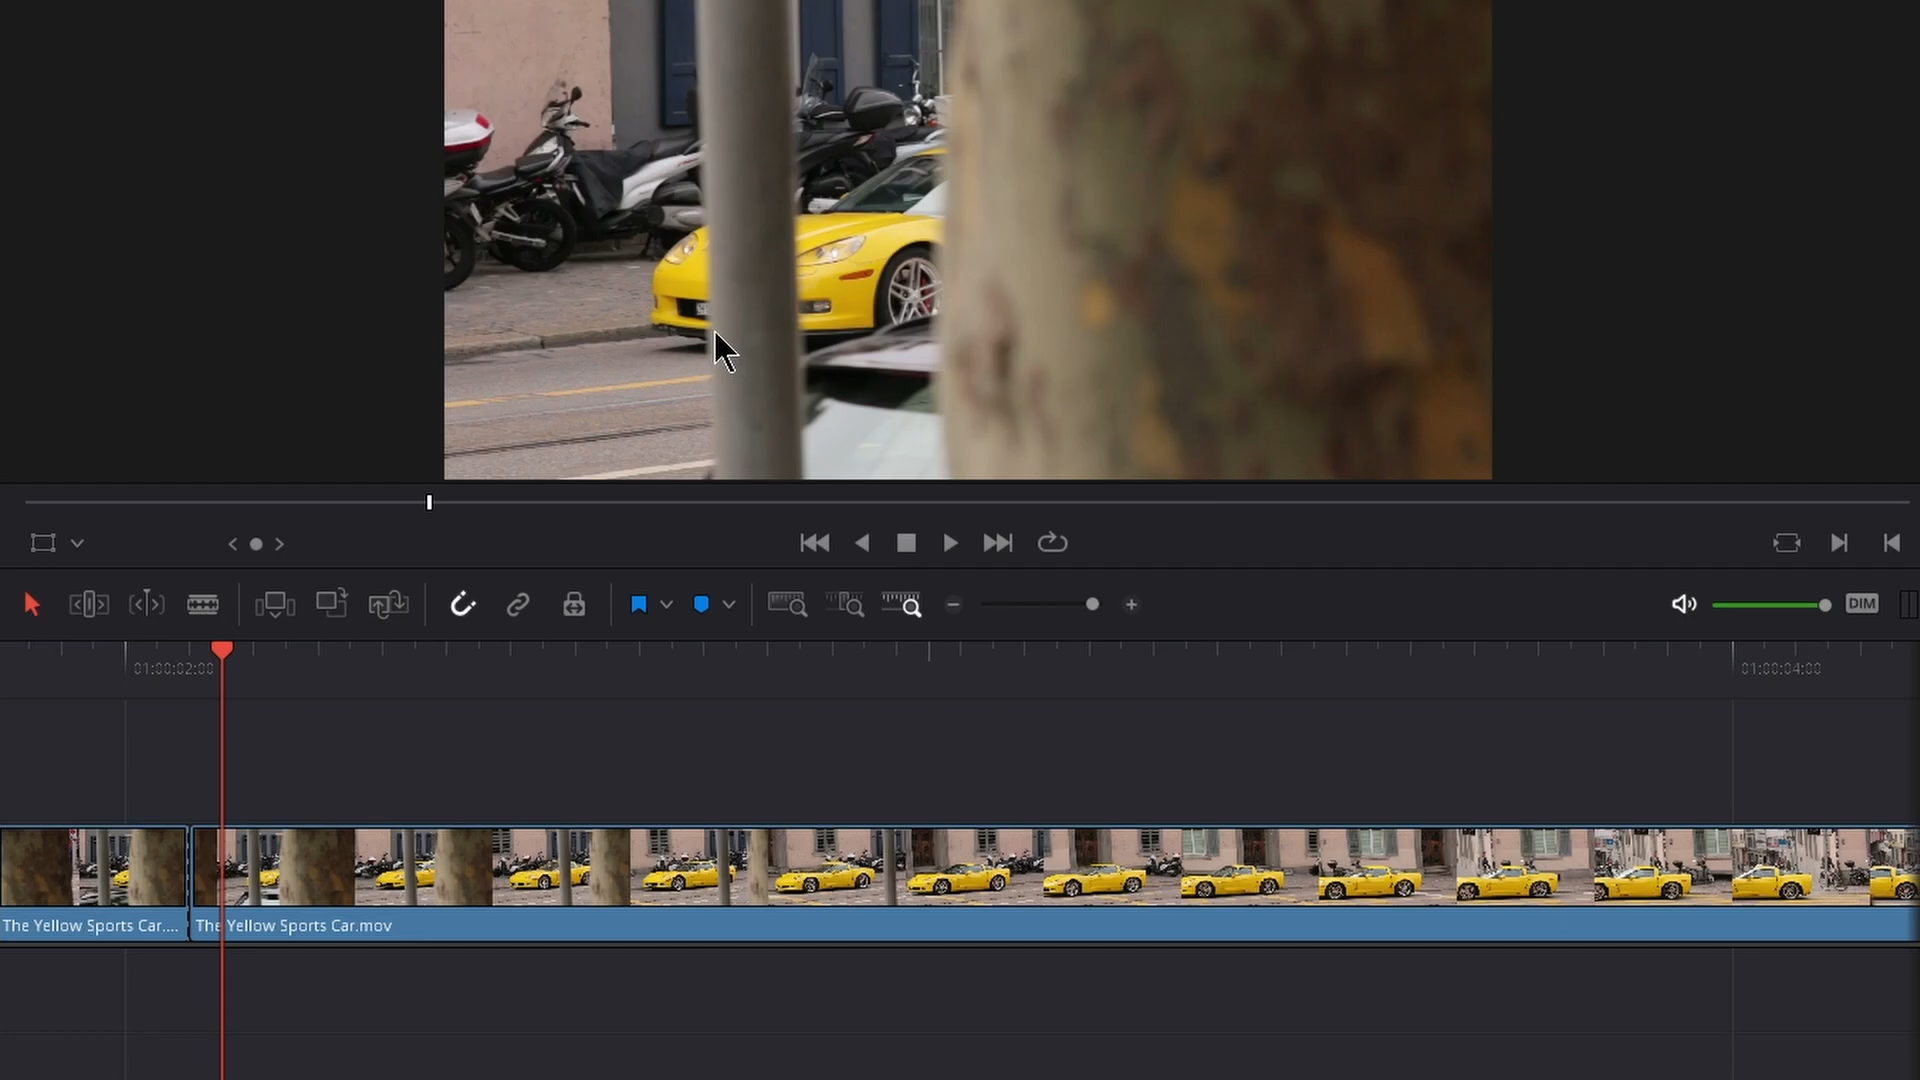 DIM
01:00:02:00
01:00:04:00
The Yellow Sports Car....
The Yellow Sports Car.mov